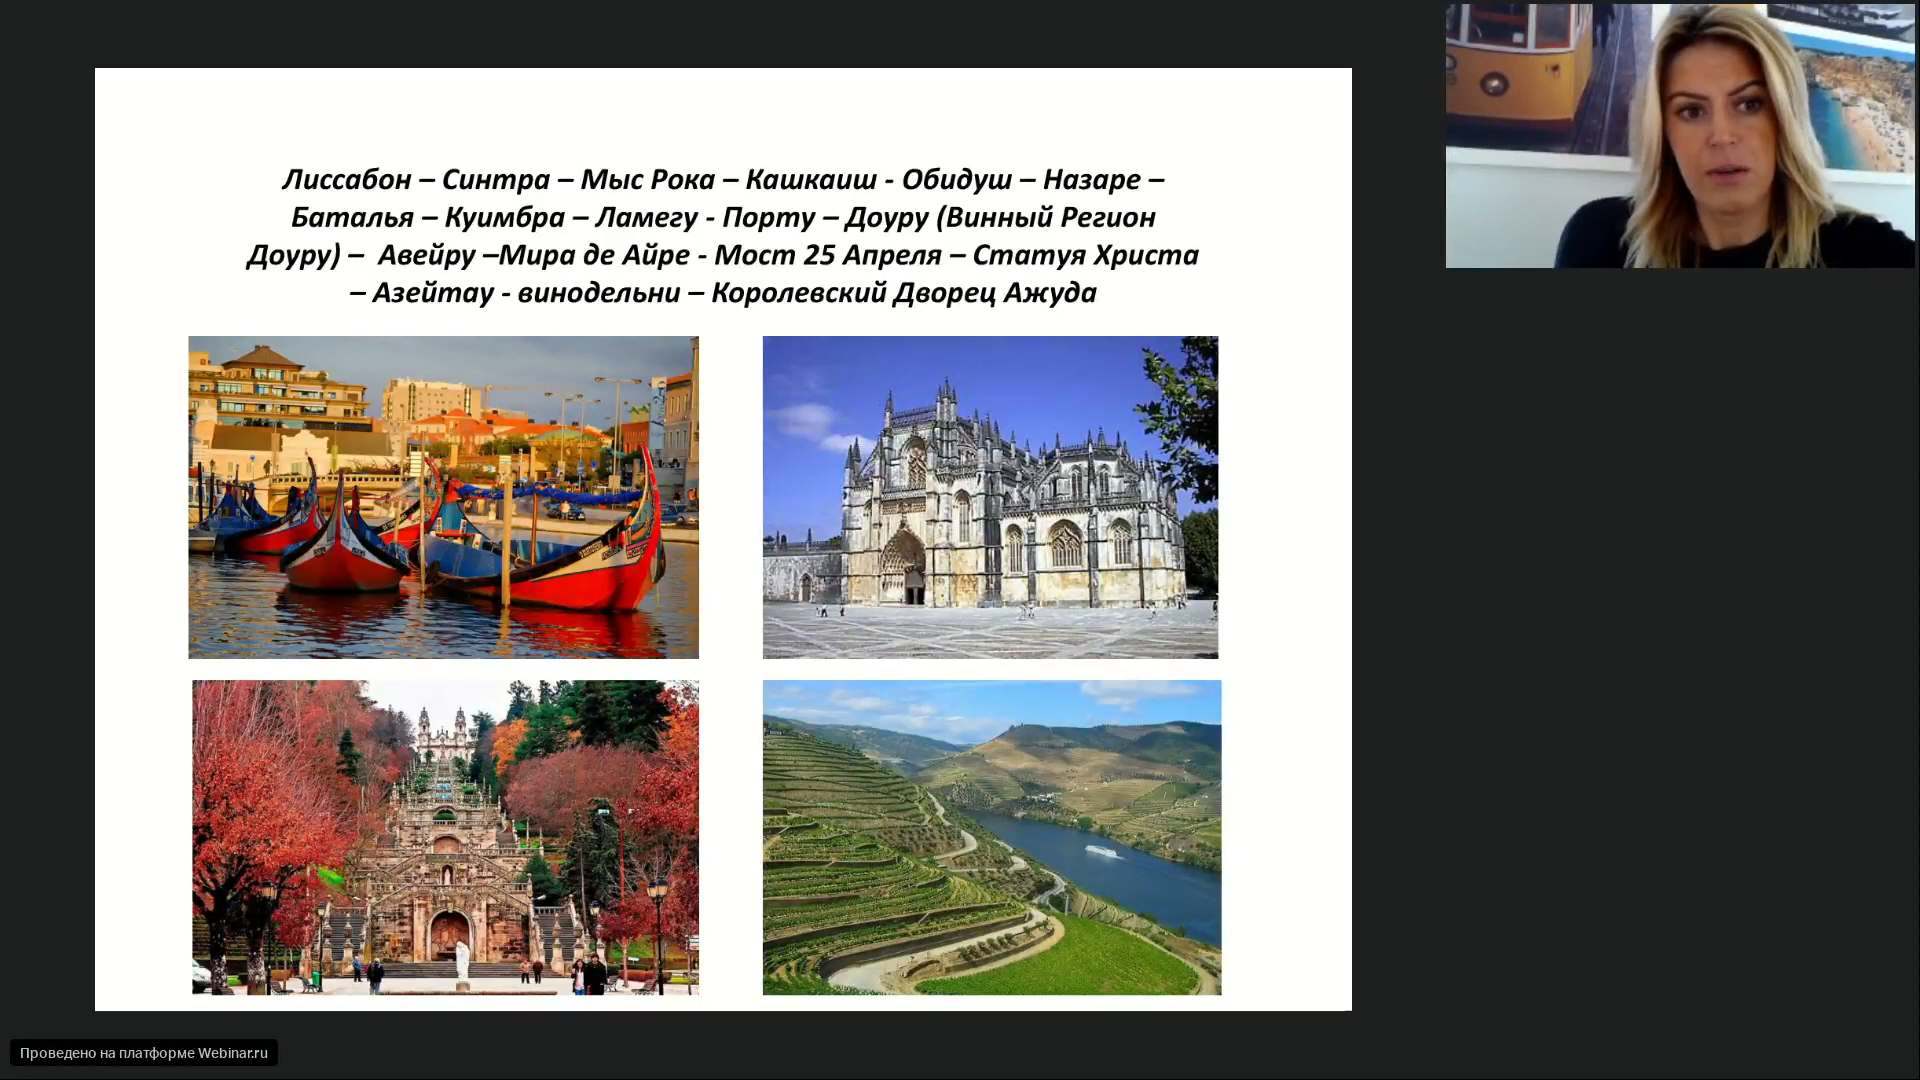 Лиссабон – Синтра – Мыс Рока – Кашкаиш - Обидуш – Назаре –
Баталья – Куимбра – Ламегу - Порту – Доуру (Винный Регион
Доуру) – Авейру –Мира де Айре - Мост 25 Апреля – Статуя Христа
– Азейтау - винодельни – Королевский Дворец Ажуда
Проведено на платформе Webinar.ru